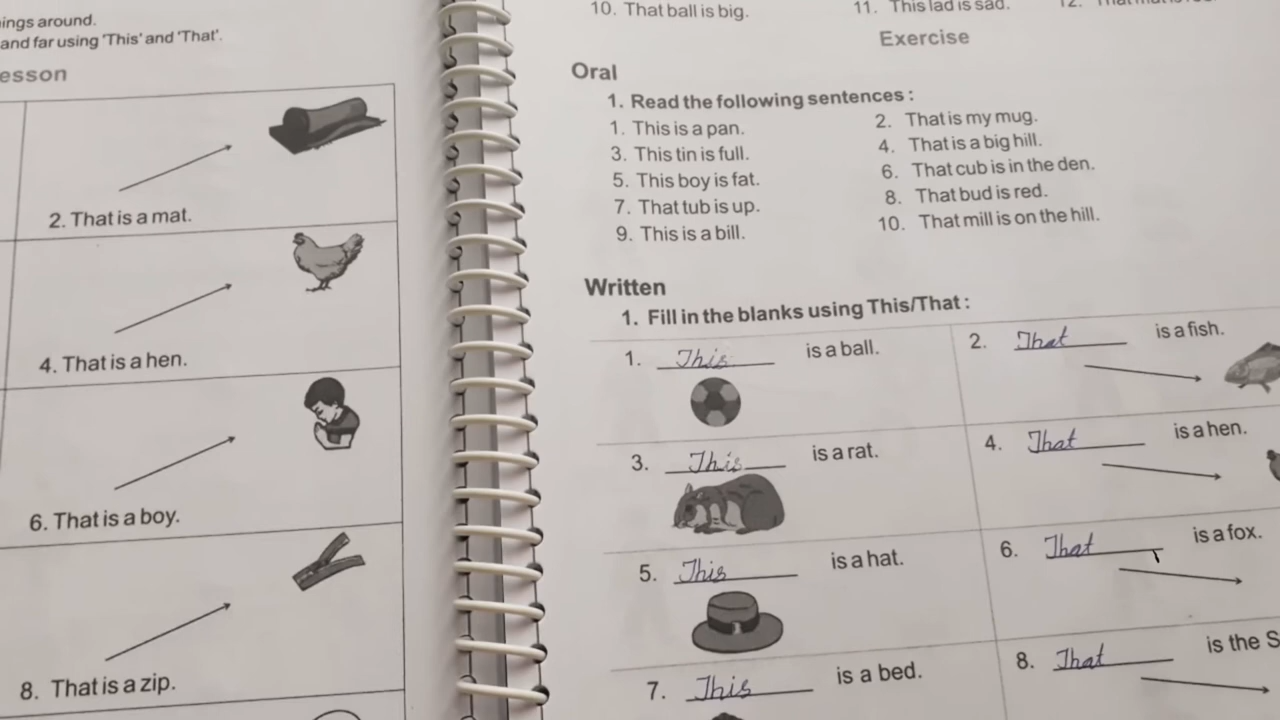 ings around.
and far using 'This' and 'That'.
esson
2. That is a mat.
4. That is a hen.
6. That is a boy.
8. That is a zip.
10. That ball is big.
11. This lad is sad.
12.
Exercise
Oral
1. Read the following sentences :
1. This is a pan.
2. That is my mug.
3. This tin is full.
4. That is a big hill.
5. This boy is fat.
6. That cub is in the den.
7. That tub is up.
8. That bud is red.
9. This is a bill.
10. That mill is on the hill.
Written
1. Fill in the blanks using This/That :
1. This is a ball.
2. That is a fish.
3. This is a rat.
4. That is a hen.
5. This is a hat.
6. That is a fox.
7. This is a bed.
8. That is the S